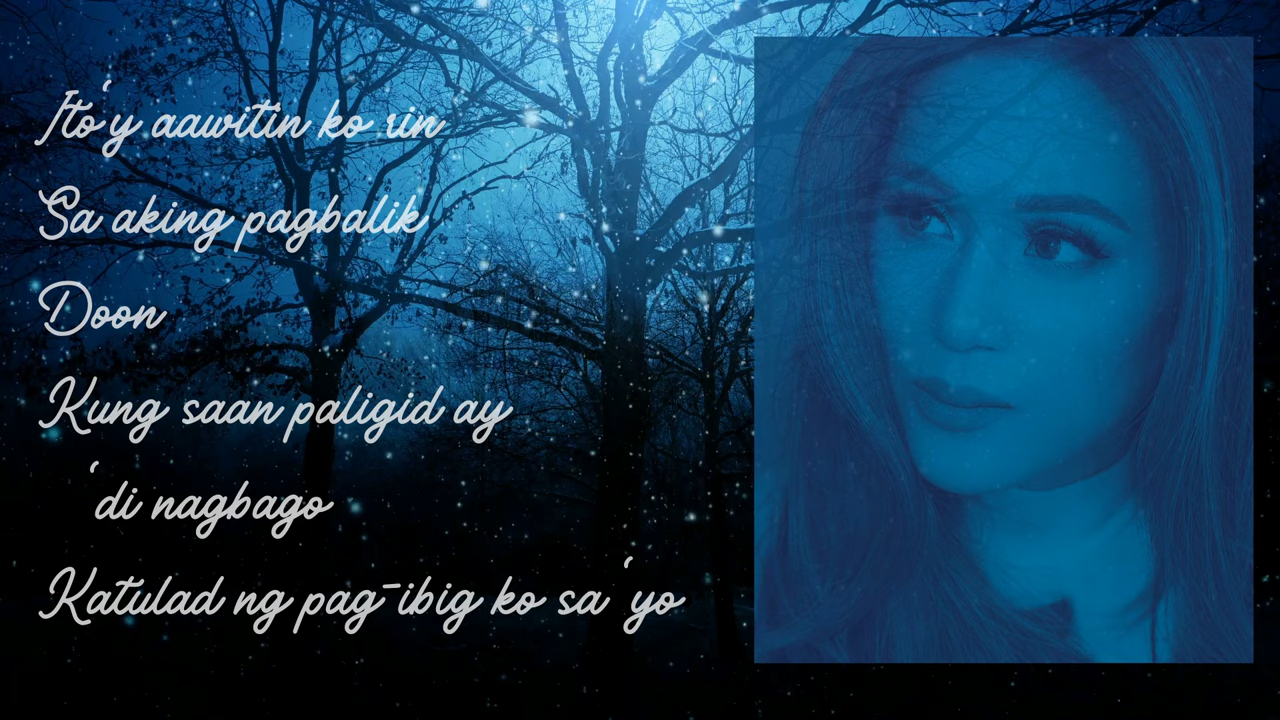 Ito'y aawitin ko rin
Sa aking pagbalik
Doon
Kung saan paligid ay
'di nagbago
Katulad ng pag-ibig ko sa 'yo